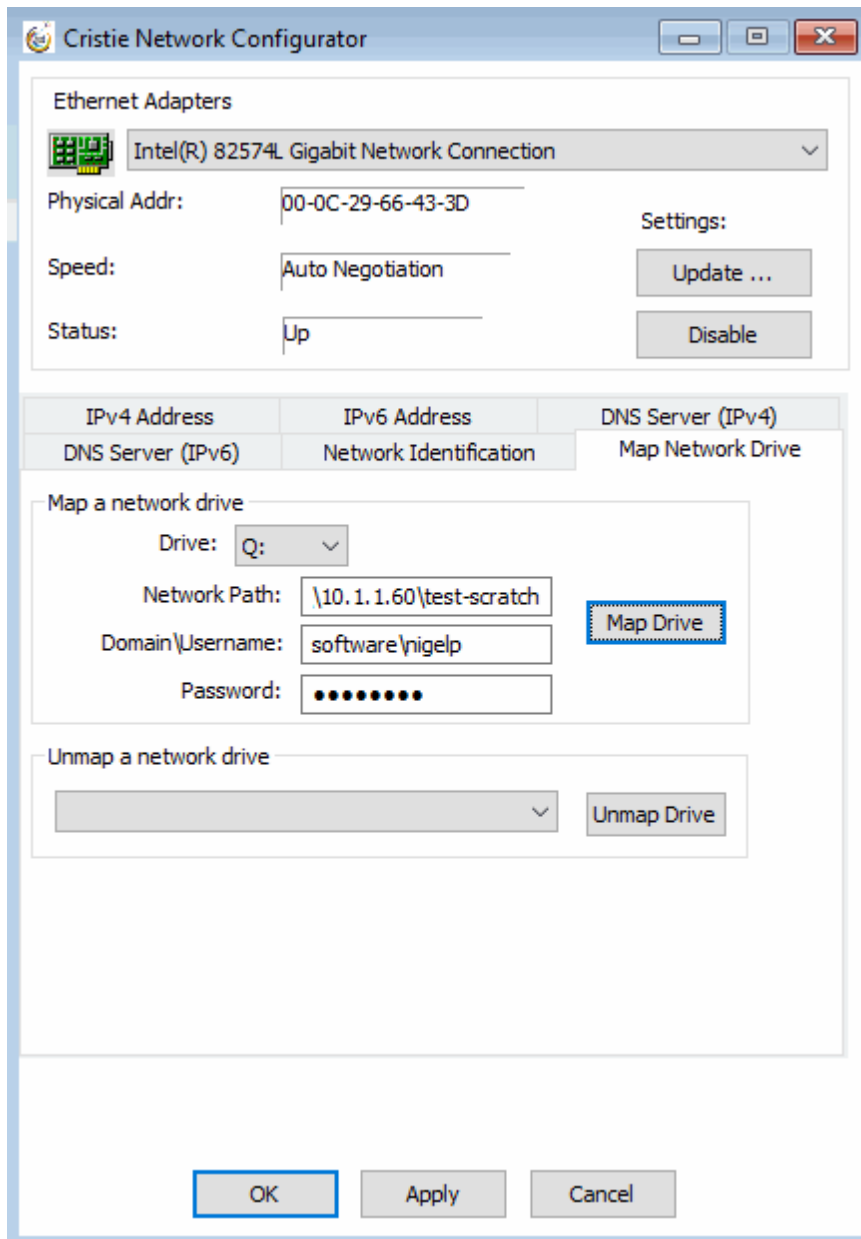 Cristie Network Configurator
Ethernet Adapters
Intel(R) 82574L Gigabit Network Connection
Physical Addr: 00-0C-29-66-43-3D
Settings:
Speed: Auto Negotiation Update ...
Status: Up Disable
IPv4 Address IPv6 Address DNS Server (IPv4)
DNS Server (IPv6) Network Identification Map Network Drive
Map a network drive
Drive: Q:
Network Path: \10.1.1.60\test-scratch
Map Drive
Domain\Username: software\nigelp
Password: ●●●●●●●●
Unmap a network drive
Unmap Drive
OK Apply Cancel